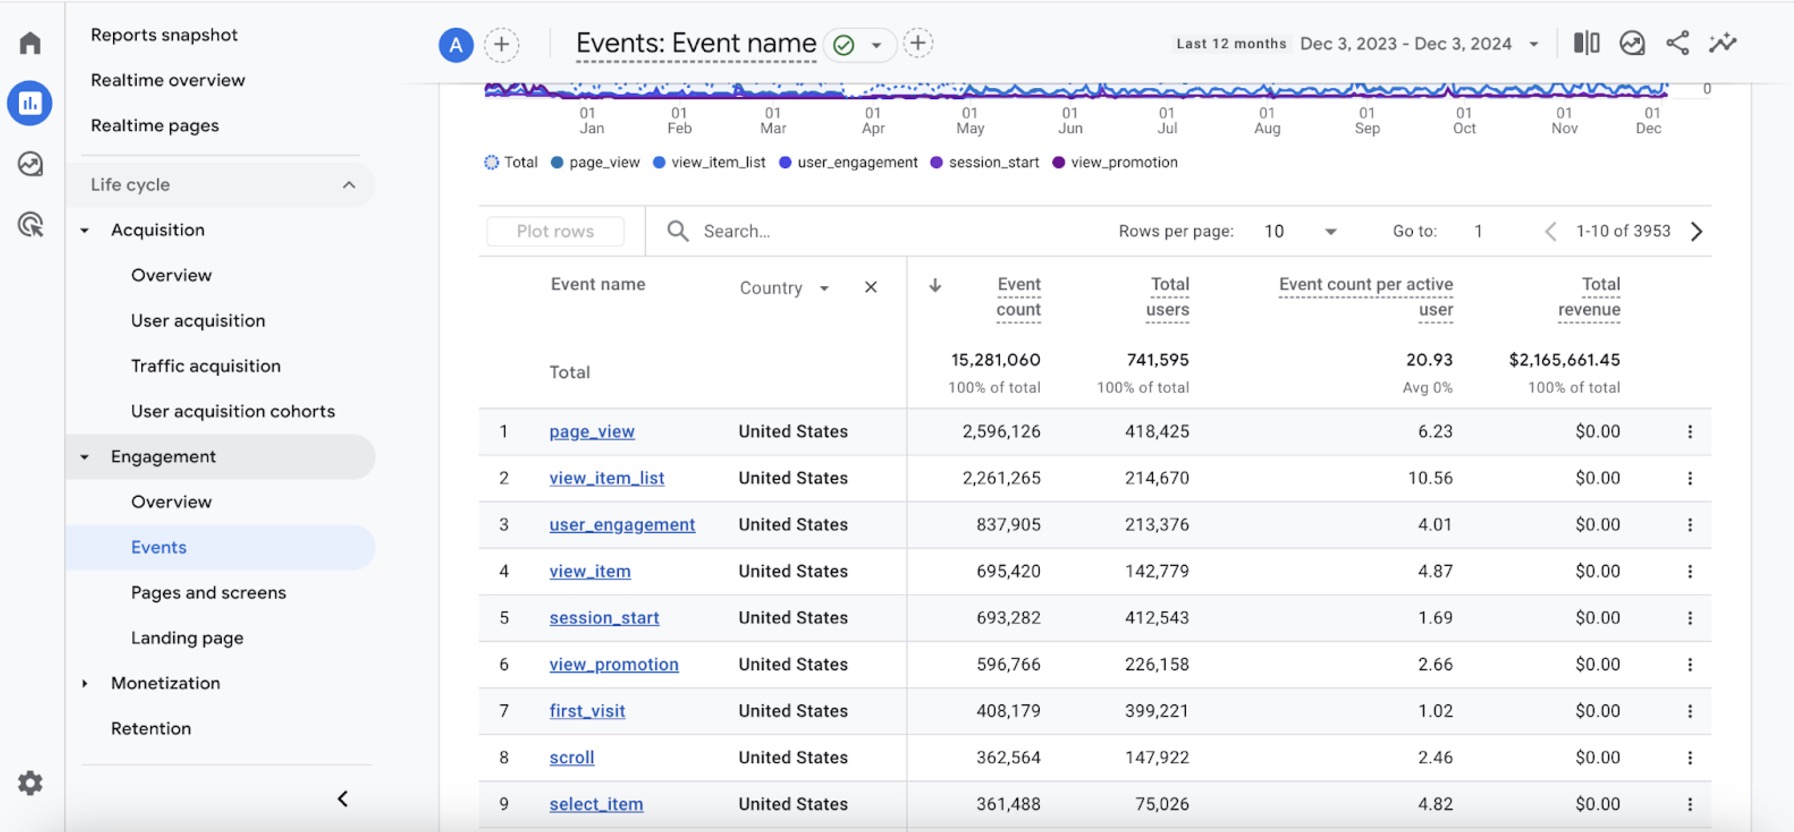 Reports snapshot
Realtime overview
Realtime pages
Life cycle
Acquisition
Overview
User acquisition
Traffic acquisition
User acquisition cohorts
Engagement
Overview
Events
Pages and screens
Landing page
Monetization
Retention
A
Events: Event name
Last 12 months Dec 3, 2023 - Dec 3, 2024
0
01 Jan
01 Feb
01 Mar
01 Apr
01 May
01 Jun
01 Jul
01 Aug
01 Sep
01 Oct
01 Nov
01 Dec
Total page_view view_item_list user_engagement session_start view_promotion
Plot rows Search... Rows per page: 10 Go to: 1 1-10 of 3953
Event name Country Event count Total users Event count per active user Total revenue
Total 15,281,060 741,595 20.93 $2,165,661.45
100% of total 100% of total Avg 0% 100% of total
1 page_view United States 2,596,126 418,425 6.23 $0.00
2 view_item_list United States 2,261,265 214,670 10.56 $0.00
3 user_engagement United States 837,905 213,376 4.01 $0.00
4 view_item United States 695,420 142,779 4.87 $0.00
5 session_start United States 693,282 412,543 1.69 $0.00
6 view_promotion United States 596,766 226,158 2.66 $0.00
7 first_visit United States 408,179 399,221 1.02 $0.00
8 scroll United States 362,564 147,922 2.46 $0.00
9 select_item United States 361,488 75,026 4.82 $0.00